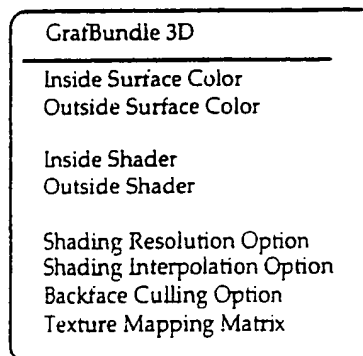 GrafBundle 3D
Inside Surface Color
Outside Surface Color
Inside Shader
Outside Shader
Shading Resolution Option
Shading Interpolation Option
Backface Culling Option
Texture Mapping Matrix